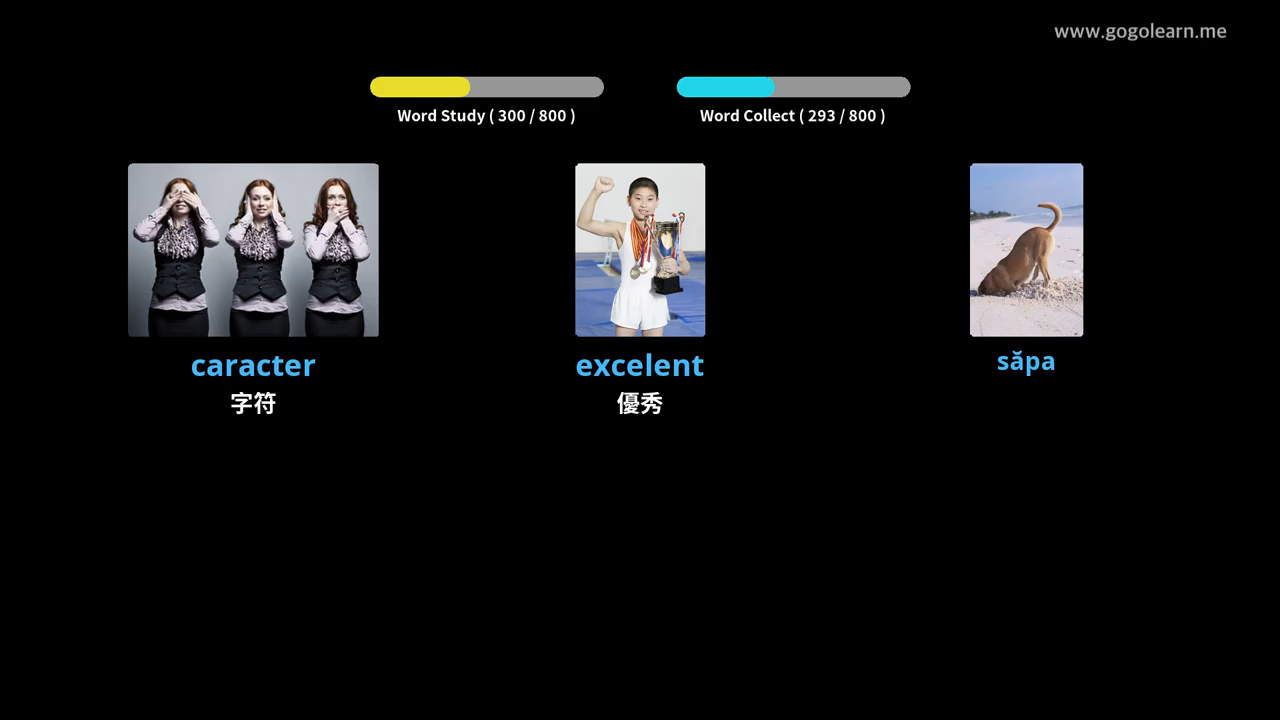 www.gogolearn.me
Word Study ( 300 / 800 )
Word Collect ( 293 / 800 )
caracter
字符
excelent
優秀
săpa